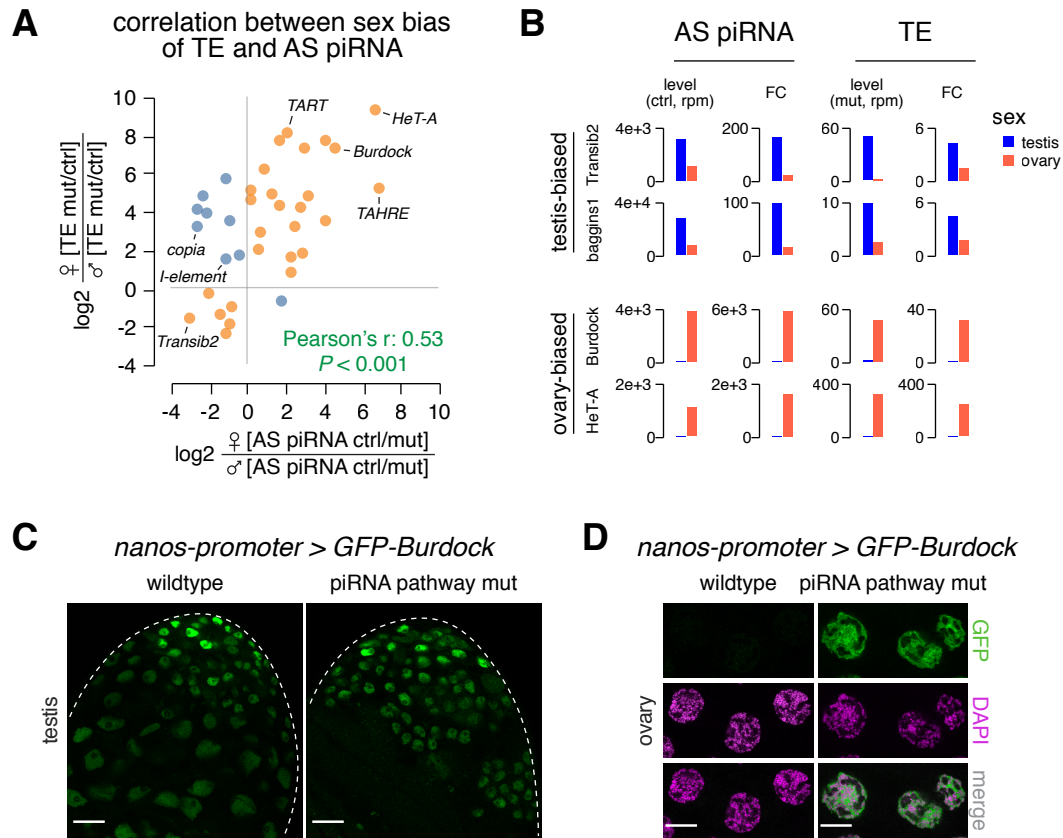 A
correlation between sex bias
of TE and AS piRNA
log2 ♀ [TE mut/ctrl]
♂ [TE mut/ctrl]
10
8
6
4
2
0
-2
-4
TART
HeT-A
Burdock
TAHRE
copia
I-element
Transib2
Pearson's r: 0.53
P < 0.001
-4 -2 0 2 4 6 8 10
log2 ♀ [AS piRNA ctrl/mut]
♂ [AS piRNA ctrl/mut]
B
AS piRNA TE
level
(ctrl, rpm)
FC
level
(mut, rpm)
FC
sex
testis
ovary
testis-biased
Transib2
4e+3
0
200
0
60
0
6
0
baggins1
4e+4
0
100
0
60
0
6
0
ovary-biased
Burdock
4e+3
0
6e+3
0
80
0
40
0
HeT-A
2e+3
0
2e+3
0
400
0
400
0
C
nanos-promoter > GFP-Burdock
wildtype piRNA pathway mut
testis
D
nanos-promoter > GFP-Burdock
wildtype piRNA pathway mut
ovary
GFP
DAPI
merge